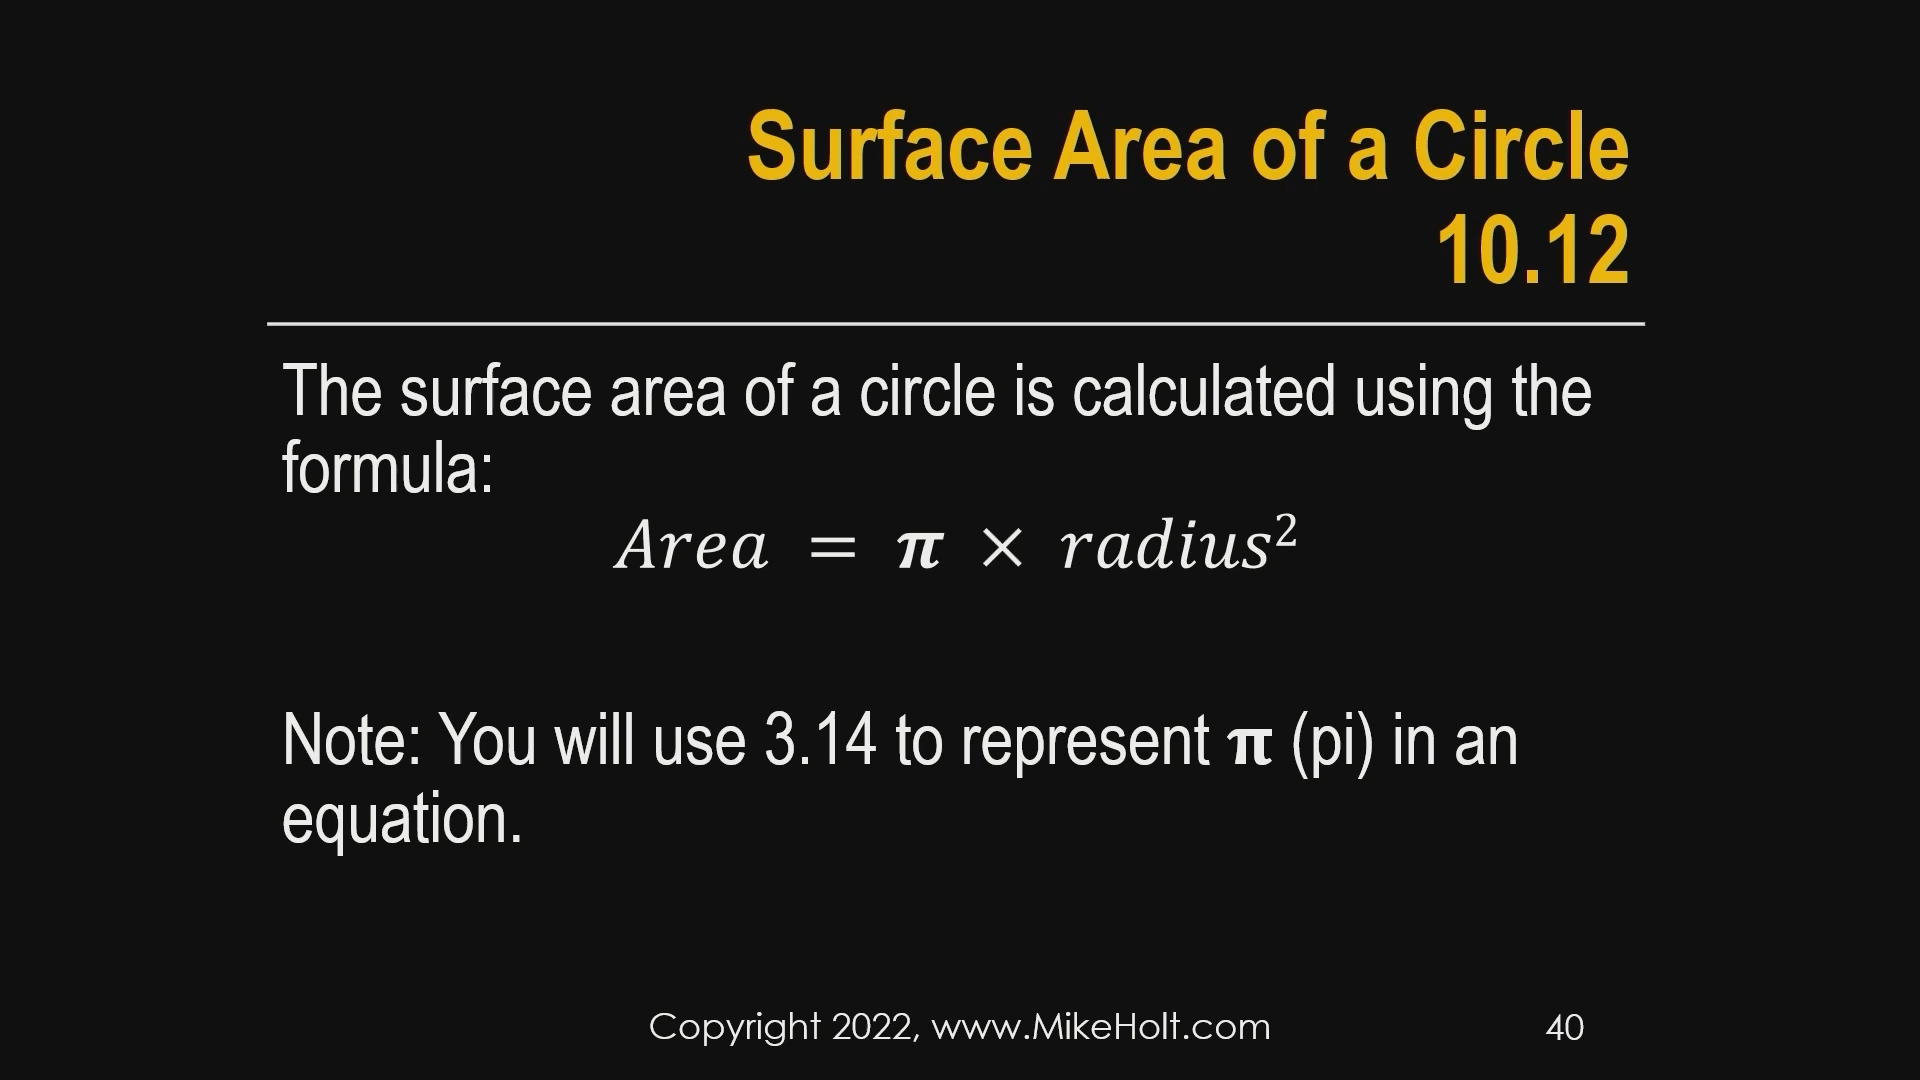 Surface Area of a Circle
10.12
The surface area of a circle is calculated using the
formula:
Area = π × radius²
Note: You will use 3.14 to represent π (pi) in an
equation.
Copyright 2022, www.MikeHolt.com 40